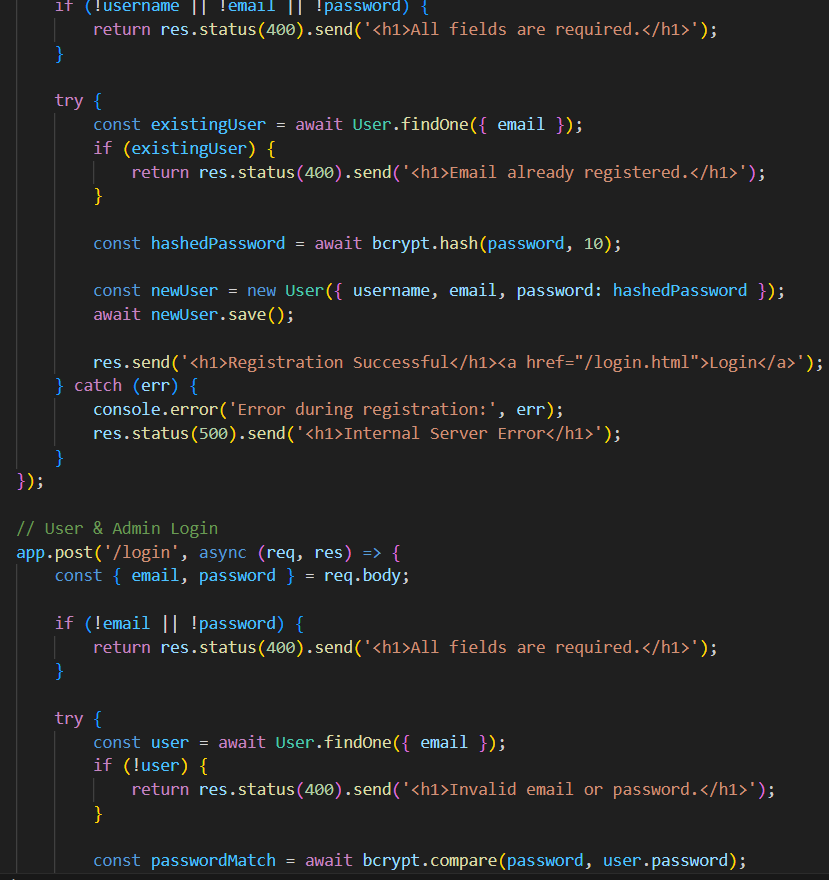 if (!username || !email || !password) {
return res.status(400).send('<h1>All fields are required.</h1>');
}
try {
const existingUser = await User.findOne({ email });
if (existingUser) {
return res.status(400).send('<h1>Email already registered.</h1>');
}
const hashedPassword = await bcrypt.hash(password, 10);
const newUser = new User({ username, email, password: hashedPassword });
await newUser.save();
res.send('<h1>Registration Successful</h1><a href="/login.html">Login</a>');
} catch (err) {
console.error('Error during registration:', err);
res.status(500).send('<h1>Internal Server Error</h1>');
}
});
// User & Admin Login
app.post('/login', async (req, res) => {
const { email, password } = req.body;
if (!email || !password) {
return res.status(400).send('<h1>All fields are required.</h1>');
}
try {
const user = await User.findOne({ email });
if (!user) {
return res.status(400).send('<h1>Invalid email or password.</h1>');
}
const passwordMatch = await bcrypt.compare(password, user.password);